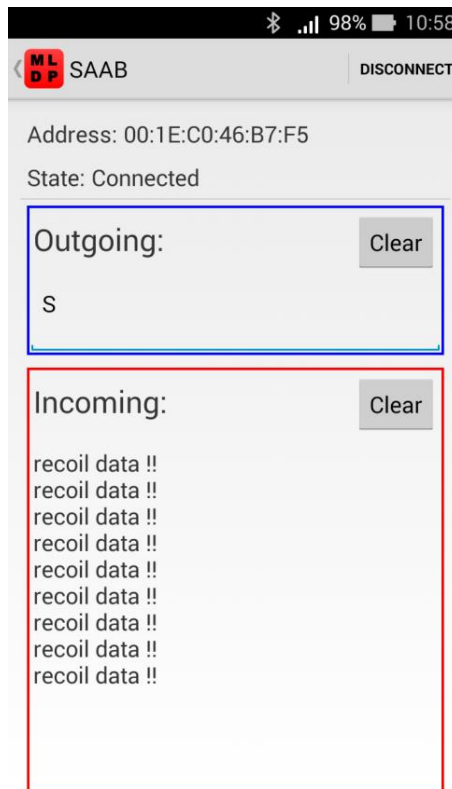 98% 10:58
ML
DP
SAAB DISCONNECT
Address: 00:1E:C0:46:B7:F5
State: Connected
Outgoing: Clear
S
Incoming: Clear
recoil data !!
recoil data !!
recoil data !!
recoil data !!
recoil data !!
recoil data !!
recoil data !!
recoil data !!
recoil data !!